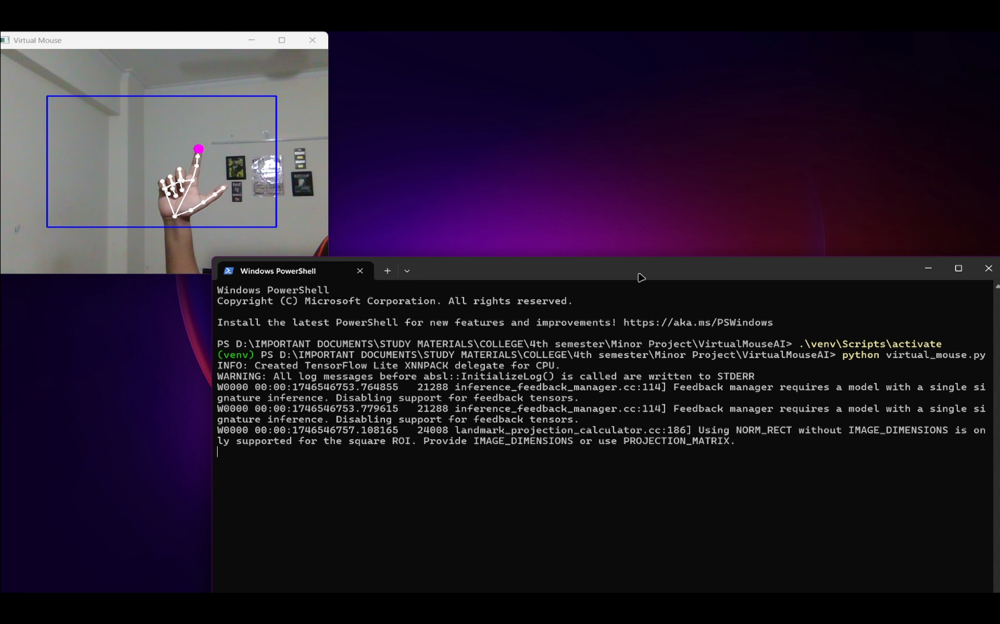 Virtual Mouse
Windows PowerShell
Windows PowerShell
Copyright (C) Microsoft Corporation. All rights reserved.
Install the latest PowerShell for new features and improvements! https://aka.ms/PSWindows
PS D:\IMPORTANT DOCUMENTS\STUDY MATERIALS\COLLEGE\4th semester\Minor Project\VirtualMouseAI> .\venv\Scripts\activate
(venv) PS D:\IMPORTANT DOCUMENTS\STUDY MATERIALS\COLLEGE\4th semester\Minor Project\VirtualMouseAI> python virtual_mouse.py
INFO: Created TensorFlow Lite XNNPACK delegate for CPU.
WARNING: All log messages before absl::InitializeLog() is called are written to STDERR
W0000 00:00:1746546753.764855   21288 inference_feedback_manager.cc:114] Feedback manager requires a model with a single si
gnature inference. Disabling support for feedback tensors.
W0000 00:00:1746546753.779615   21288 inference_feedback_manager.cc:114] Feedback manager requires a model with a single si
gnature inference. Disabling support for feedback tensors.
W0000 00:00:1746546757.108165   24008 landmark_projection_calculator.cc:186] Using NORM_RECT without IMAGE_DIMENSIONS is on
ly supported for the square ROI. Provide IMAGE_DIMENSIONS or use PROJECTION_MATRIX.